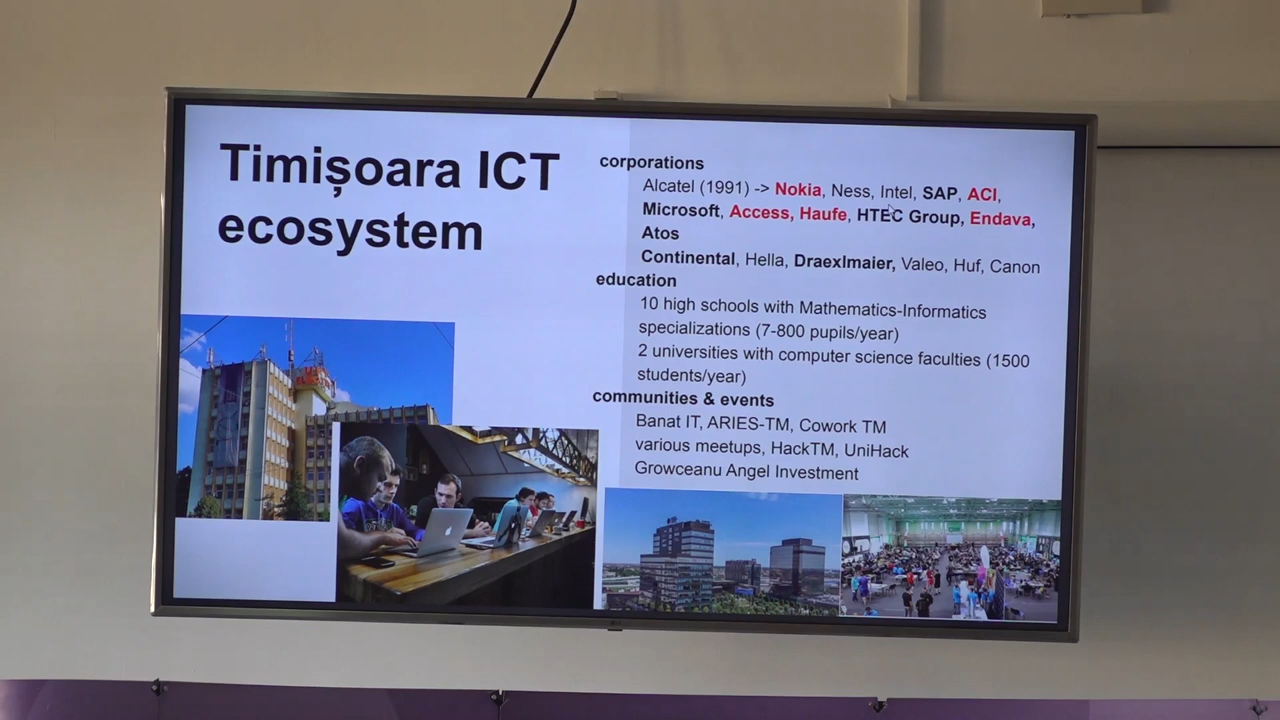 Timișoara ICT
ecosystem
corporations
Alcatel (1991) -> Nokia, Ness, Intel, SAP, ACI,
Microsoft, Access, Haufe, HTEC Group, Endava,
Atos
Continental, Hella, Draexlmaier, Valeo, Huf, Canon
education
10 high schools with Mathematics-Informatics
specializations (7-800 pupils/year)
2 universities with computer science faculties (1500
students/year)
communities & events
Banat IT, ARIES-TM, Cowork TM
various meetups, HackTM, UniHack
Growceanu Angel Investment